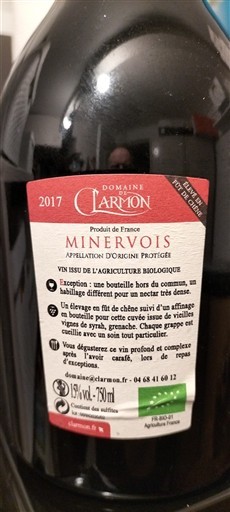 DOMAINE
DE
CLARMON
ÉLEVÉ EN
FÛT DE CHÊNE
2017
Produit de France
MINERVOIS
APPELLATION D'ORIGINE PROTÉGÉE
VIN ISSU DE L'AGRICULTURE BIOLOGIQUE
Exception : une bouteille hors du commun, un
habillage différent pour un nectar très dense.
Un élevage en fût de chêne suivi d'un affinage
en bouteille pour cette cuvée issue de vieilles
vignes de syrah, grenache. Chaque grappe est
cueillie avec un soin tout particulier.
Vous dégusterez ce vin profond et complexe
après l'avoir carafé, lors de repas
d'exceptions.
domaine@clarmon.fr - 04 68 41 60 12
15% vol. - 750 ml
Contient des sulfites
clarmon.fr
FR-BIO-01
Agriculture France